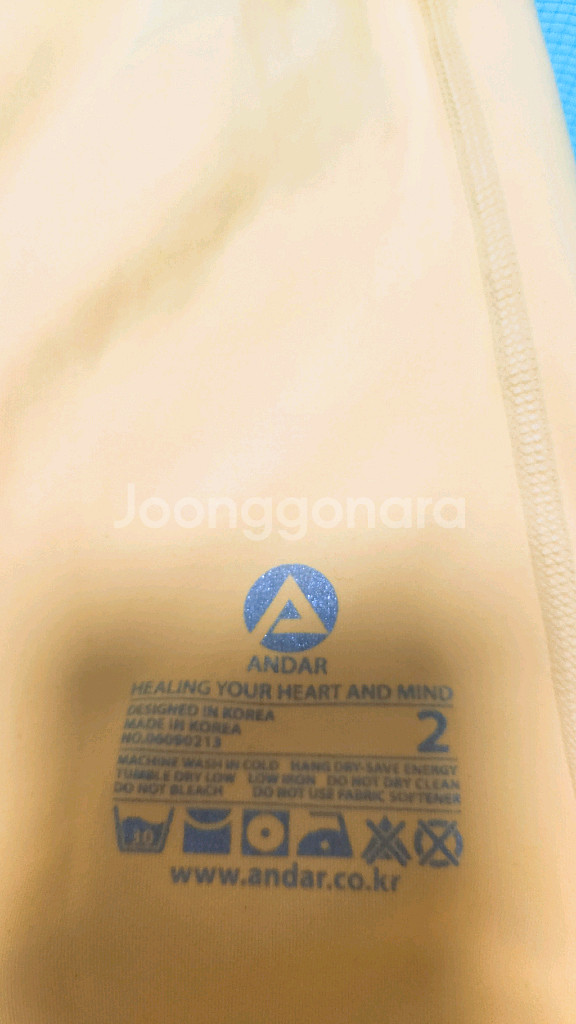 Joonggonara
ANDAR
HEALING YOUR HEART AND MIND
DESIGNED IN KOREA
MADE IN KOREA
2
NO.06090213
MACHINE WASH IN COLD HANG DRY-SAVE ENERGY
TUMBLE DRY LOW LOW IRON DO NOT DRY CLEAN
DO NOT BLEACH DO NOT USE FABRIC SOFTENER
30
www.andar.co.kr